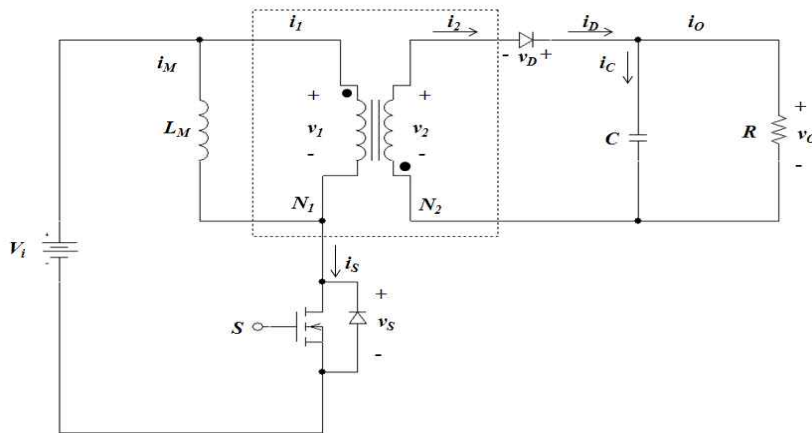 i1
i2
iD
iO
iM
- vD +
iC
+
+
+
LM
v1
v2
C
R
vO
-
-
-
N1
N2
+
Vi
-
iS
+
S
vS
-